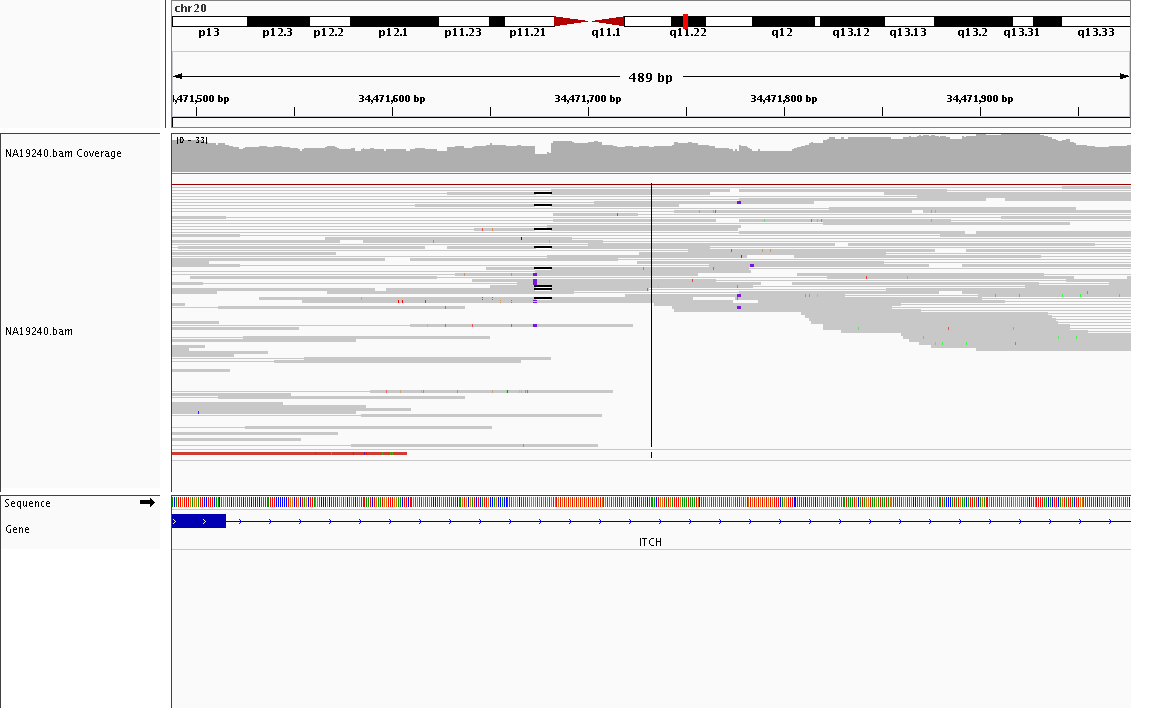 chr20
p13 p12.3 p12.2 p12.1 p11.23 p11.21 q11.1 q11.22 q12 q13.12 q13.13 q13.2 q13.31 q13.33
489 bp
,471,500 bp 34,471,600 bp 34,471,700 bp 34,471,800 bp 34,471,900 bp
[0 - 33]
NA19240.bam Coverage
NA19240.bam
Sequence
Gene
ITCH